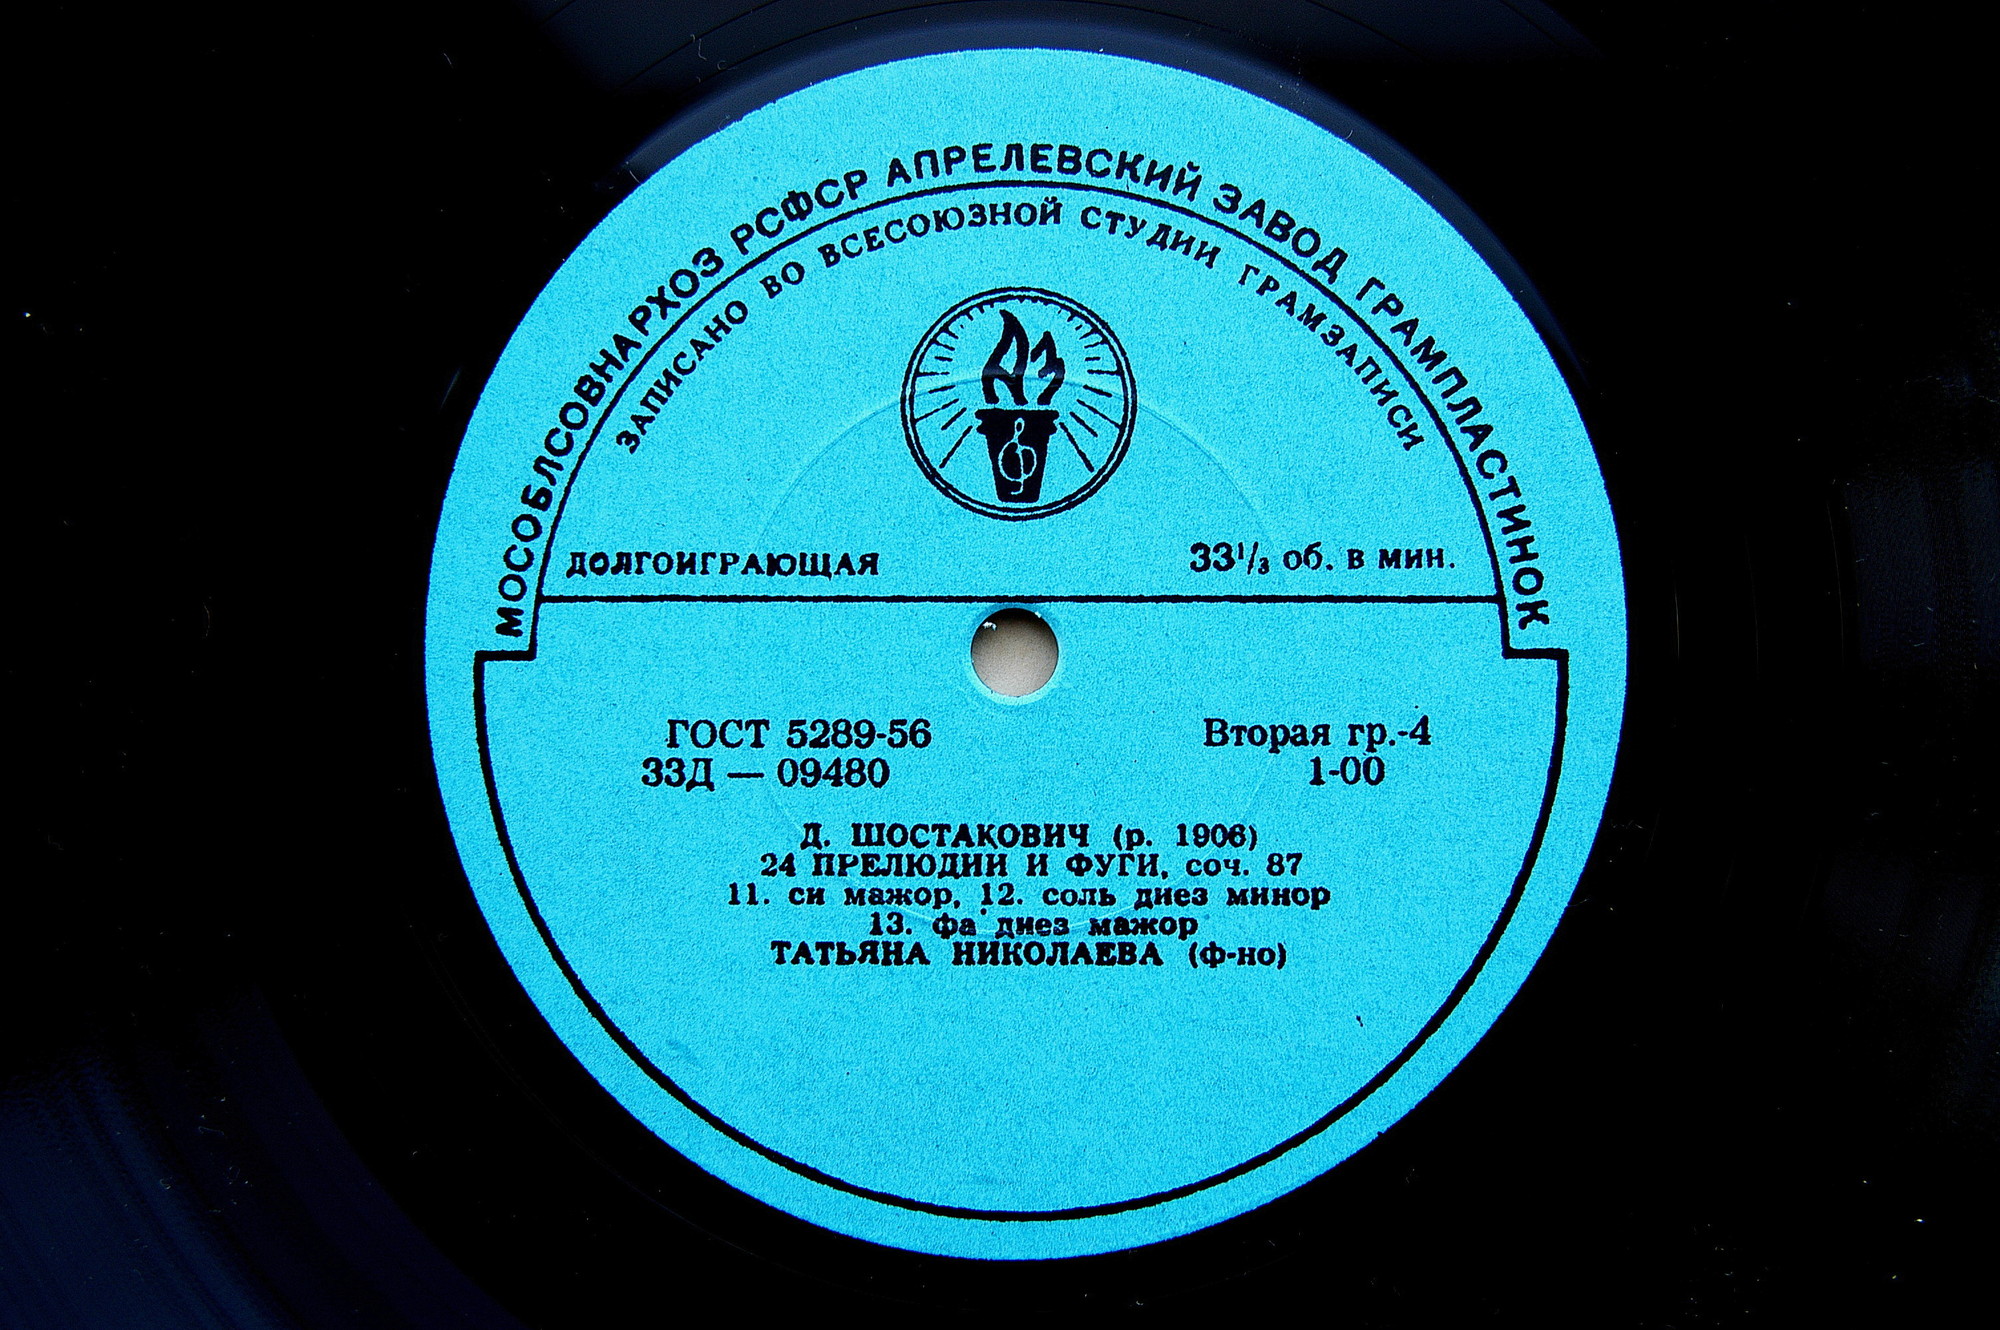 МОСОБЛСОВНАРХОЗ РСФСР АПРЕЛЕВСКИЙ ЗАВОД ГРАМПЛАСТИНОК
ЗАПИСАНО ВО ВСЕСОЮЗНОЙ СТУДИИ ГРАМЗАПИСИ
ДОЛГОИГРАЮЩАЯ 33 1/3 об. в мин.
ГОСТ 5289-56 Вторая гр.-4
33Д — 09480 1-00
Д. ШОСТАКОВИЧ (р. 1906)
24 ПРЕЛЮДИИ И ФУГИ, соч. 87
11. си мажор, 12. соль диез минор
13. фа диез мажор
ТАТЬЯНА НИКОЛАЕВА (ф-но)